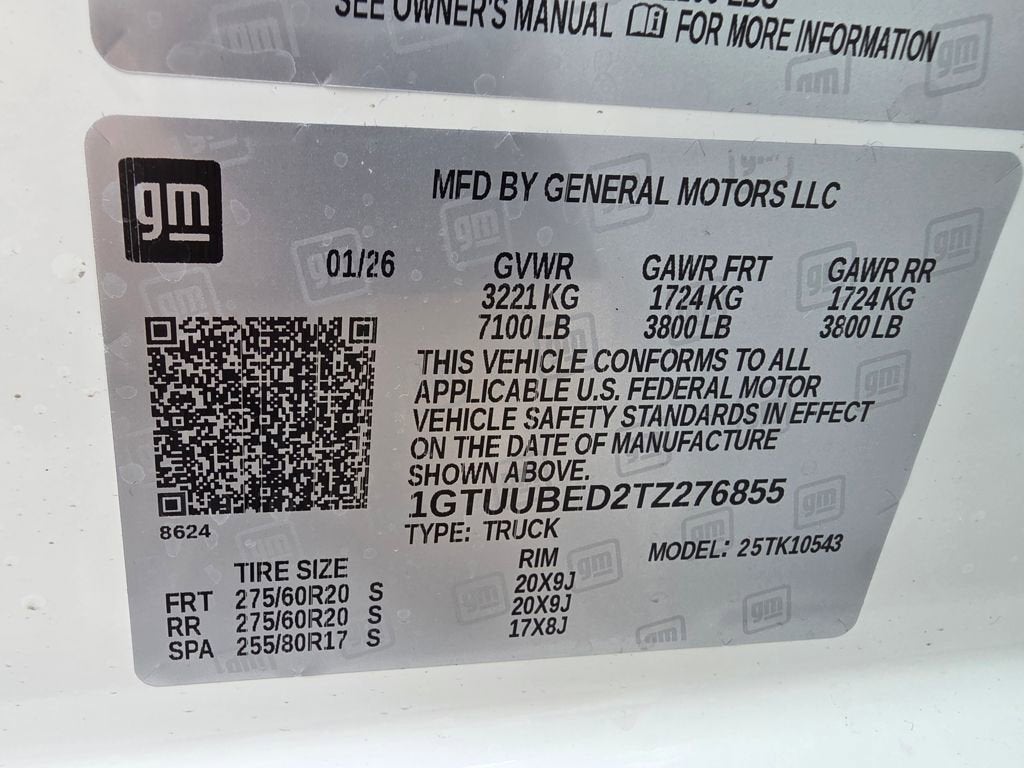 SEE OWNER'S MANUAL FOR MORE INFORMATION
gm
MFD BY GENERAL MOTORS LLC
01/26 GVWR GAWR FRT GAWR RR
3221 KG 1724 KG 1724 KG
7100 LB 3800 LB 3800 LB
THIS VEHICLE CONFORMS TO ALL
APPLICABLE U.S. FEDERAL MOTOR
VEHICLE SAFETY STANDARDS IN EFFECT
ON THE DATE OF MANUFACTURE
SHOWN ABOVE.
1GTUUBED2TZ276855
8624
TYPE: TRUCK
MODEL: 25TK10543
TIRE SIZE RIM
FRT 275/60R20 S 20X9J
RR 275/60R20 S 20X9J
SPA 255/80R17 S 17X8J